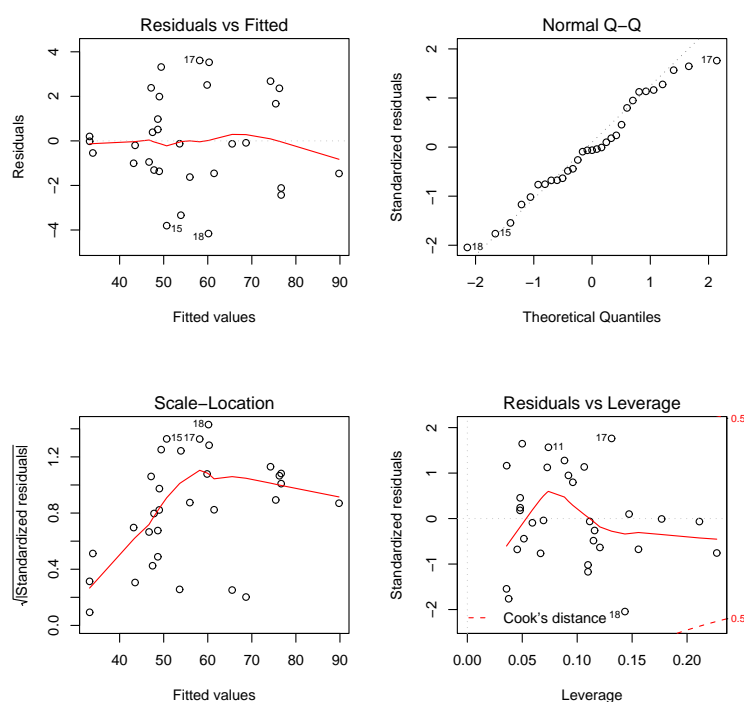 Residuals vs Fitted
4
2
0
−2
−4
Residuals
17
15
18
40 50 60 70 80 90
Fitted values
Normal Q−Q
2
1
0
−1
−2
Standardized residuals
17
15
18
−2 −1 0 1 2
Theoretical Quantiles
Scale−Location
1.2
0.8
0.4
0.0
√|Standardized residuals|
18
15 17
40 50 60 70 80 90
Fitted values
Residuals vs Leverage
2
1
0
−1
−2
Standardized residuals
0.5
17
11
Cook's distance
18
0.5
0.00 0.05 0.10 0.15 0.20
Leverage